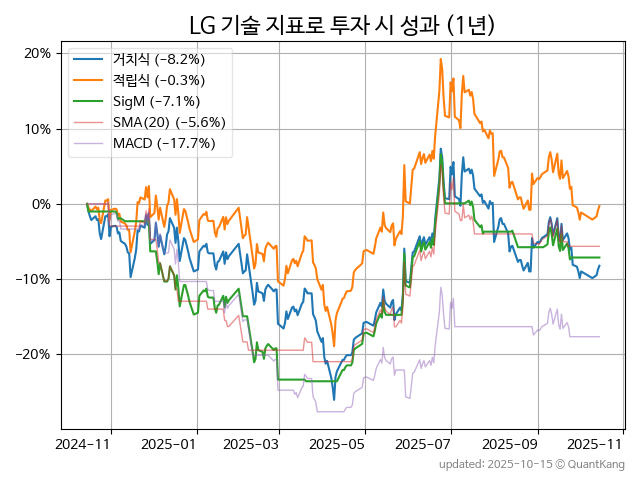 LG 기술 지표로 투자 시 성과 (1년)
거치식 (−8.2%)
적립식 (−0.3%)
SigM (−7.1%)
SMA(20) (−5.6%)
MACD (−17.7%)
20%
10%
0%
−10%
−20%
2024-11 2025-01 2025-03 2025-05 2025-07 2025-09 2025-11
updated: 2025-10-15 © QuantKang